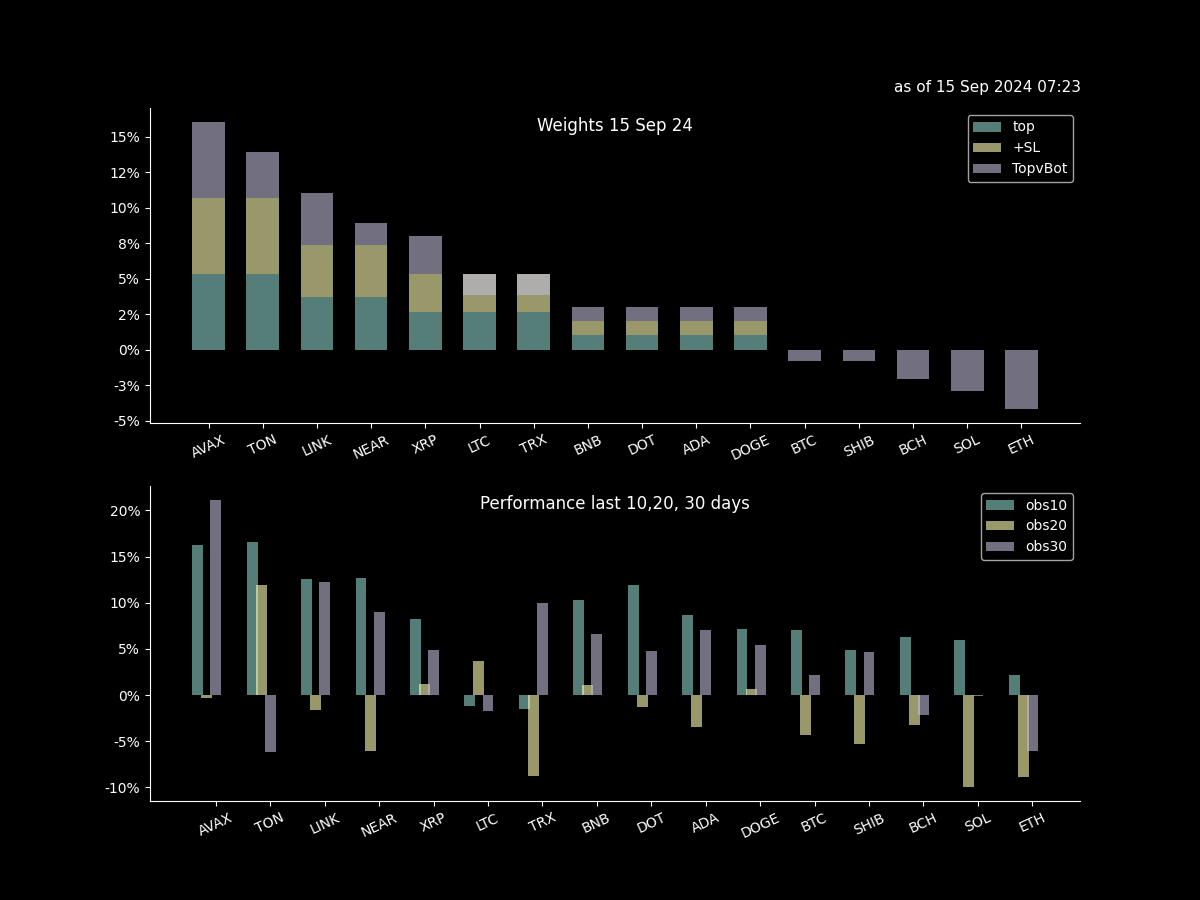 as of 15 Sep 2024 07:23
Weights 15 Sep 24
top
+SL
TopvBot
15%
12%
10%
8%
5%
2%
0%
-3%
-5%
AVAX TON LINK NEAR XRP LTC TRX BNB DOT ADA DOGE BTC SHIB BCH SOL ETH
Performance last 10,20, 30 days
obs10
obs20
obs30
20%
15%
10%
5%
0%
-5%
-10%
AVAX TON LINK NEAR XRP LTC TRX BNB DOT ADA DOGE BTC SHIB BCH SOL ETH